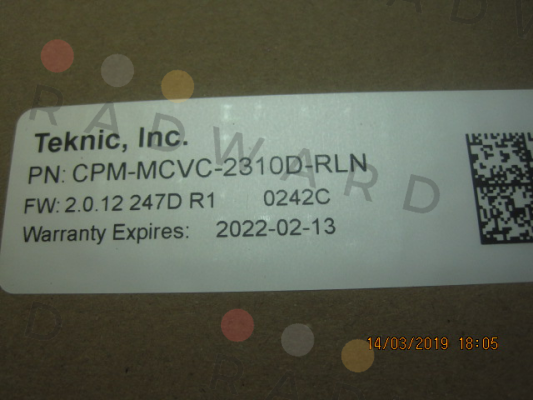 RADWARD
Teknic, Inc.
PN: CPM-MCVC-2310D-RLN
FW: 2.0.12 247D R1 0242C
Warranty Expires: 2022-02-13
14/03/2019 18:05